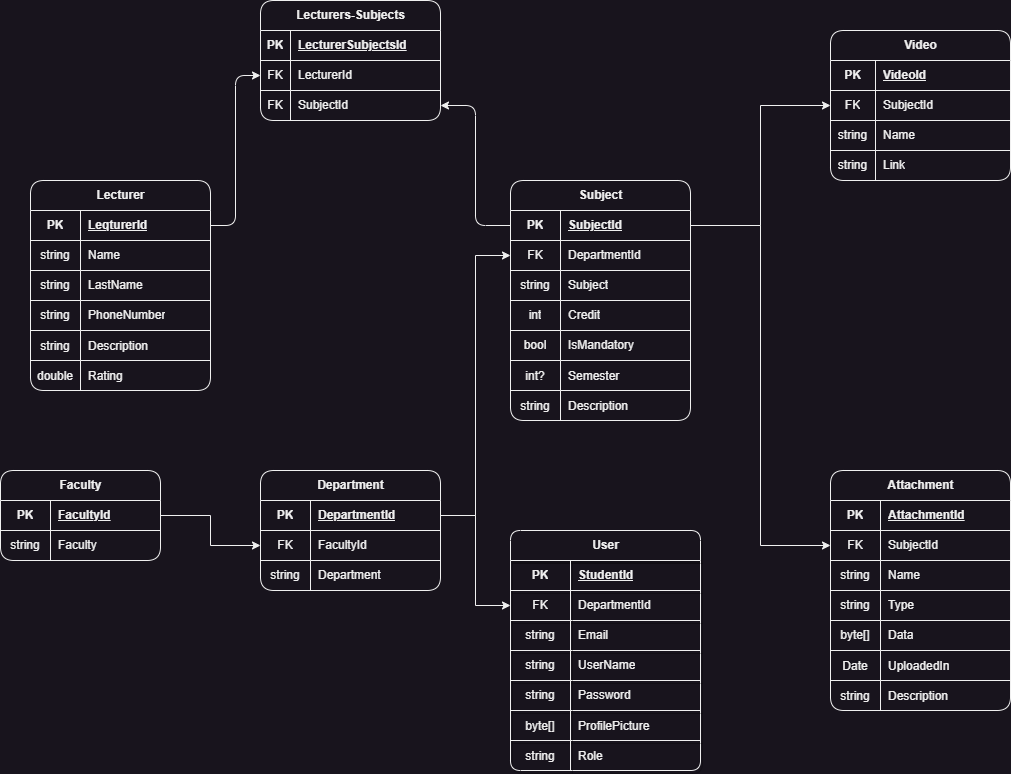 Lecturers-Subjects
PK LecturerSubjectsId
FK LecturerId
FK SubjectId
Video
PK VideoId
FK SubjectId
string Name
string Link
Lecturer
PK LegturerId
string Name
string LastName
string PhoneNumber
string Description
double Rating
Subject
PK SubjectId
FK DepartmentId
string Subject
int Credit
bool IsMandatory
int? Semester
string Description
Faculty
PK FacultyId
string Faculty
Department
PK DepartmentId
FK FacultyId
string Department
User
PK StudentId
FK DepartmentId
string Email
string UserName
string Password
byte[] ProfilePicture
string Role
Attachment
PK AttachmentId
FK SubjectId
string Name
string Type
byte[] Data
Date UploadedIn
string Description